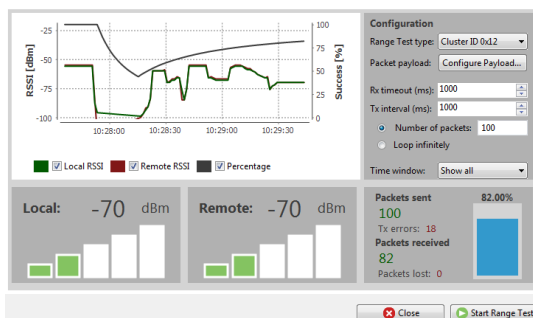 RSSI [dBm]
-25
-50
-75
-100
10:28:00 10:28:30 10:29:00 10:29:30
100
75
50
25
0
Success [%]
Local RSSI Remote RSSI Percentage
Configuration
Range Test type: Cluster ID 0x12
Packet payload: Configure Payload...
Rx timeout (ms): 1000
Tx interval (ms): 1000
Number of packets: 100
Loop infinitely
Time window: Show all
Local: -70 dBm
Remote: -70 dBm
Packets sent
100
Tx errors: 18
Packets received
82
Packets lost: 0
82.00%
Close
Start Range Test